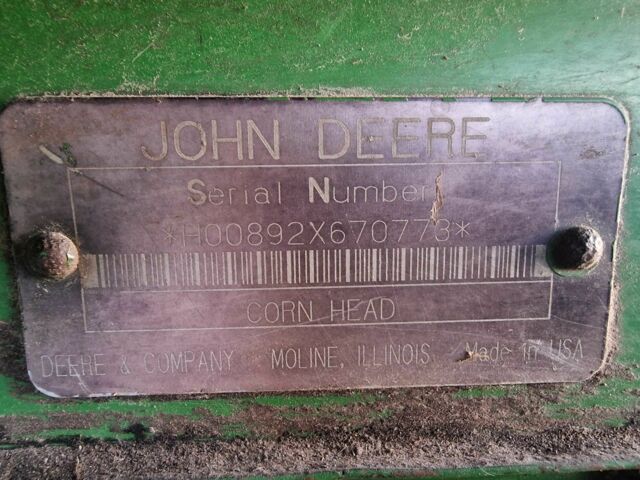 JOHN DEERE
Serial Number
*H00892X670773*
CORN HEAD
DEERE & COMPANY MOLINE, ILLINOIS Made in USA